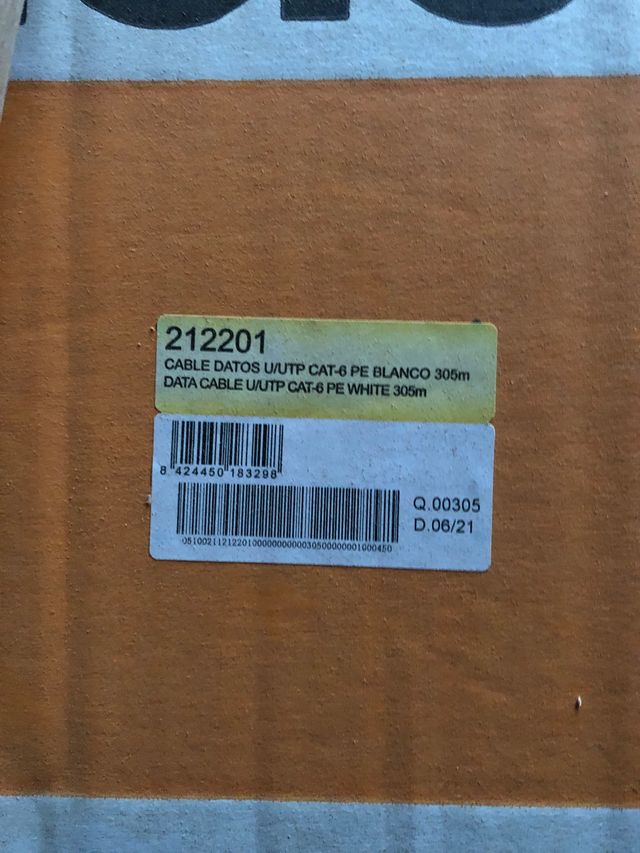 212201
CABLE DATOS U/UTP CAT-6 PE BLANCO 305m
DATA CABLE U/UTP CAT-6 PE WHITE 305m
8 424450 183298
Q.00305
D.06/21